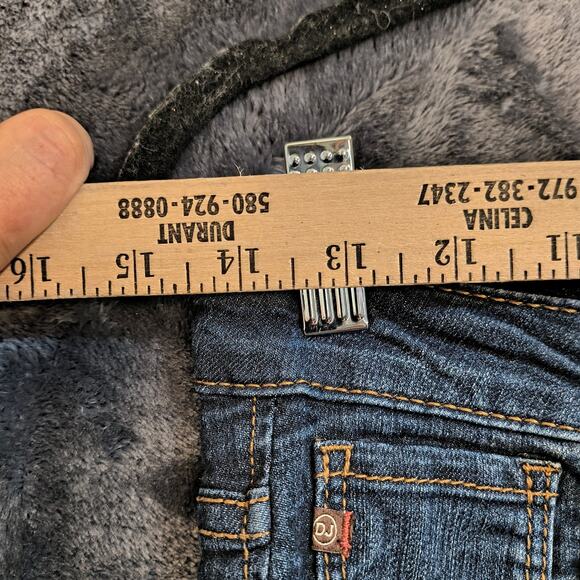 11 12 13 14 15 16
CELINA
972-382-2347
DURANT
580-924-0888
DJ